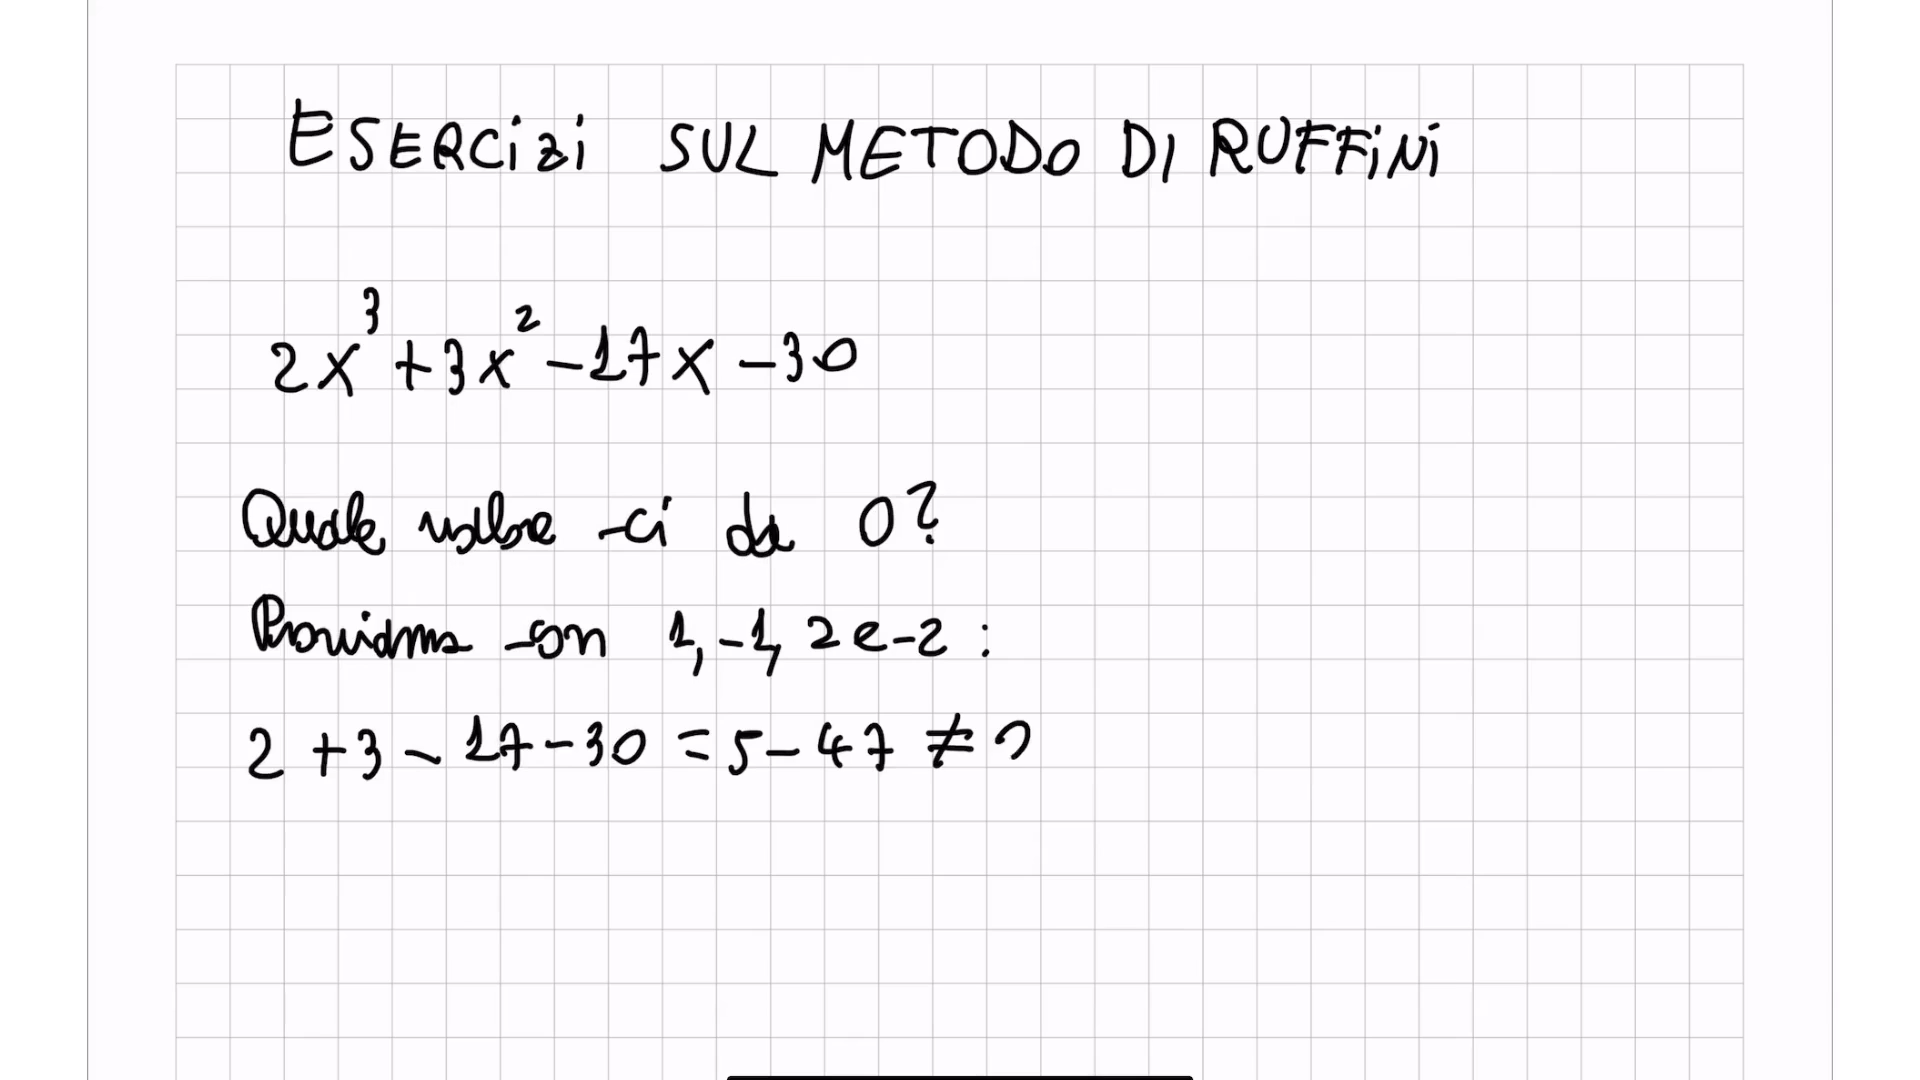 ESERCIZI SUL METODO DI RUFFINI
2x³+3x²-17x-30
Quale valore ci da 0?
Proviamo con 1, -1, 2 e -2:
2+3-17-30=5-47≠0